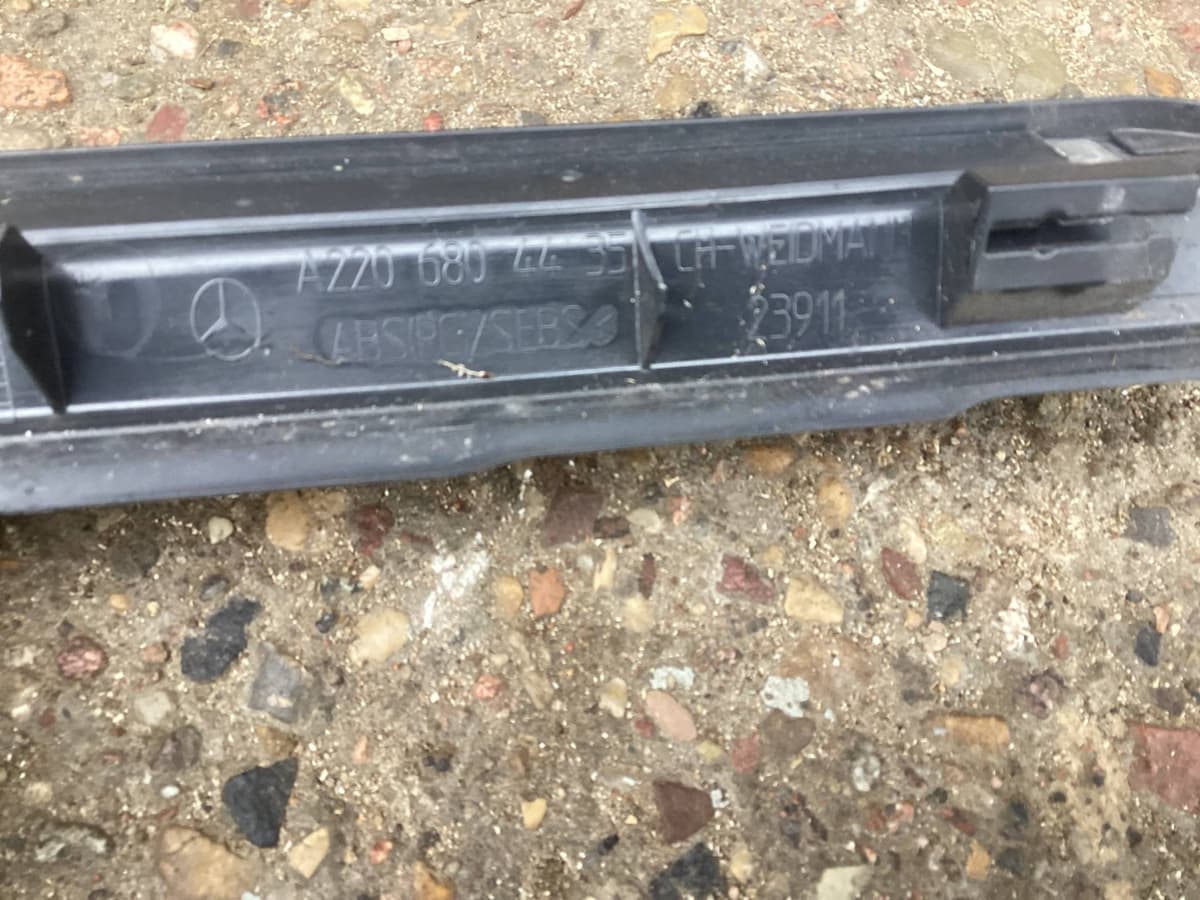 A220 680 44 35 CH-WEIDMANN
ABS/PC/SEBS 23911